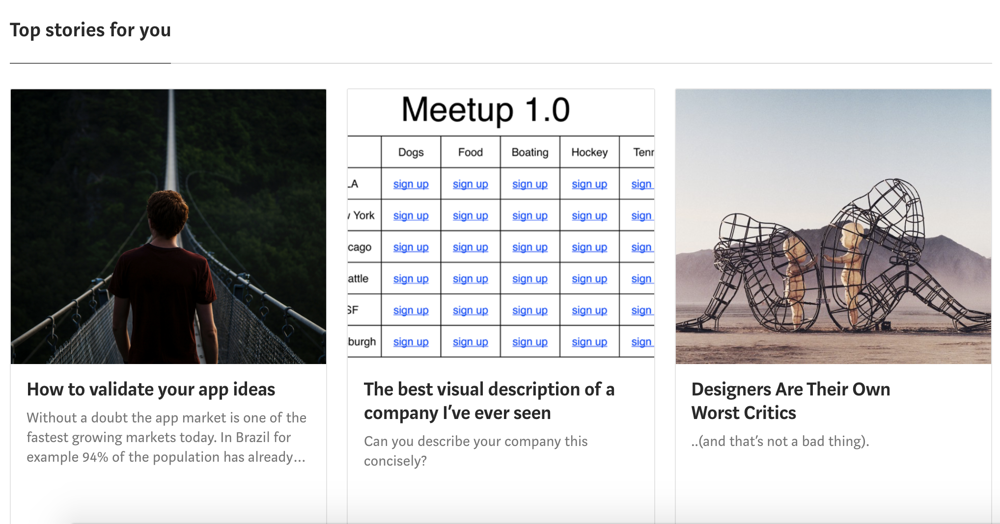 Top stories for you
Meetup 1.0
Dogs Food Boating Hockey Tenn
LA sign up sign up sign up sign up sign
York sign up sign up sign up sign up sign
cago sign up sign up sign up sign up sign
attle sign up sign up sign up sign up sign
SF sign up sign up sign up sign up sign
burgh sign up sign up sign up sign up sign
How to validate your app ideas
Without a doubt the app market is one of the
fastest growing markets today. In Brazil for
example 94% of the population has already...
The best visual description of a
company I’ve ever seen
Can you describe your company this
concisely?
Designers Are Their Own
Worst Critics
..(and that’s not a bad thing).